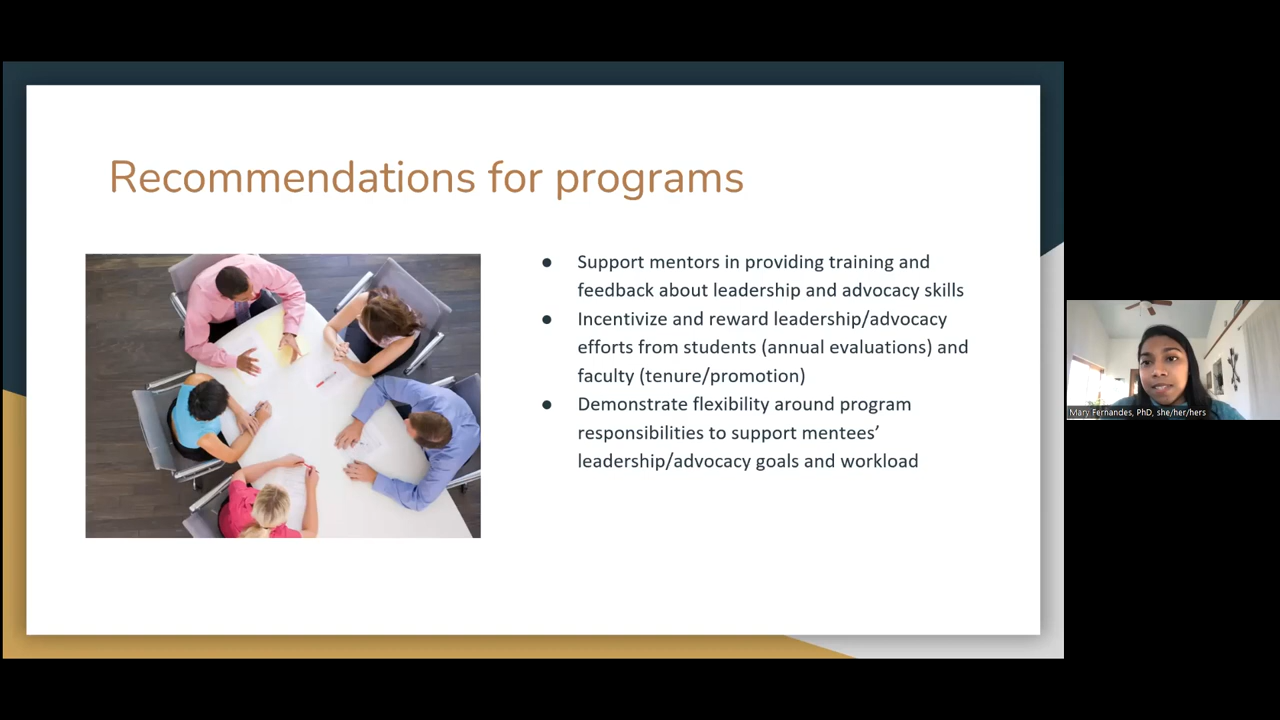 Recommendations for programs
● Support mentors in providing training and
feedback about leadership and advocacy skills
● Incentivize and reward leadership/advocacy
efforts from students (annual evaluations) and
faculty (tenure/promotion)
● Demonstrate flexibility around program
responsibilities to support mentees’
leadership/advocacy goals and workload
Mary Fernandes, PhD, she/her/hers